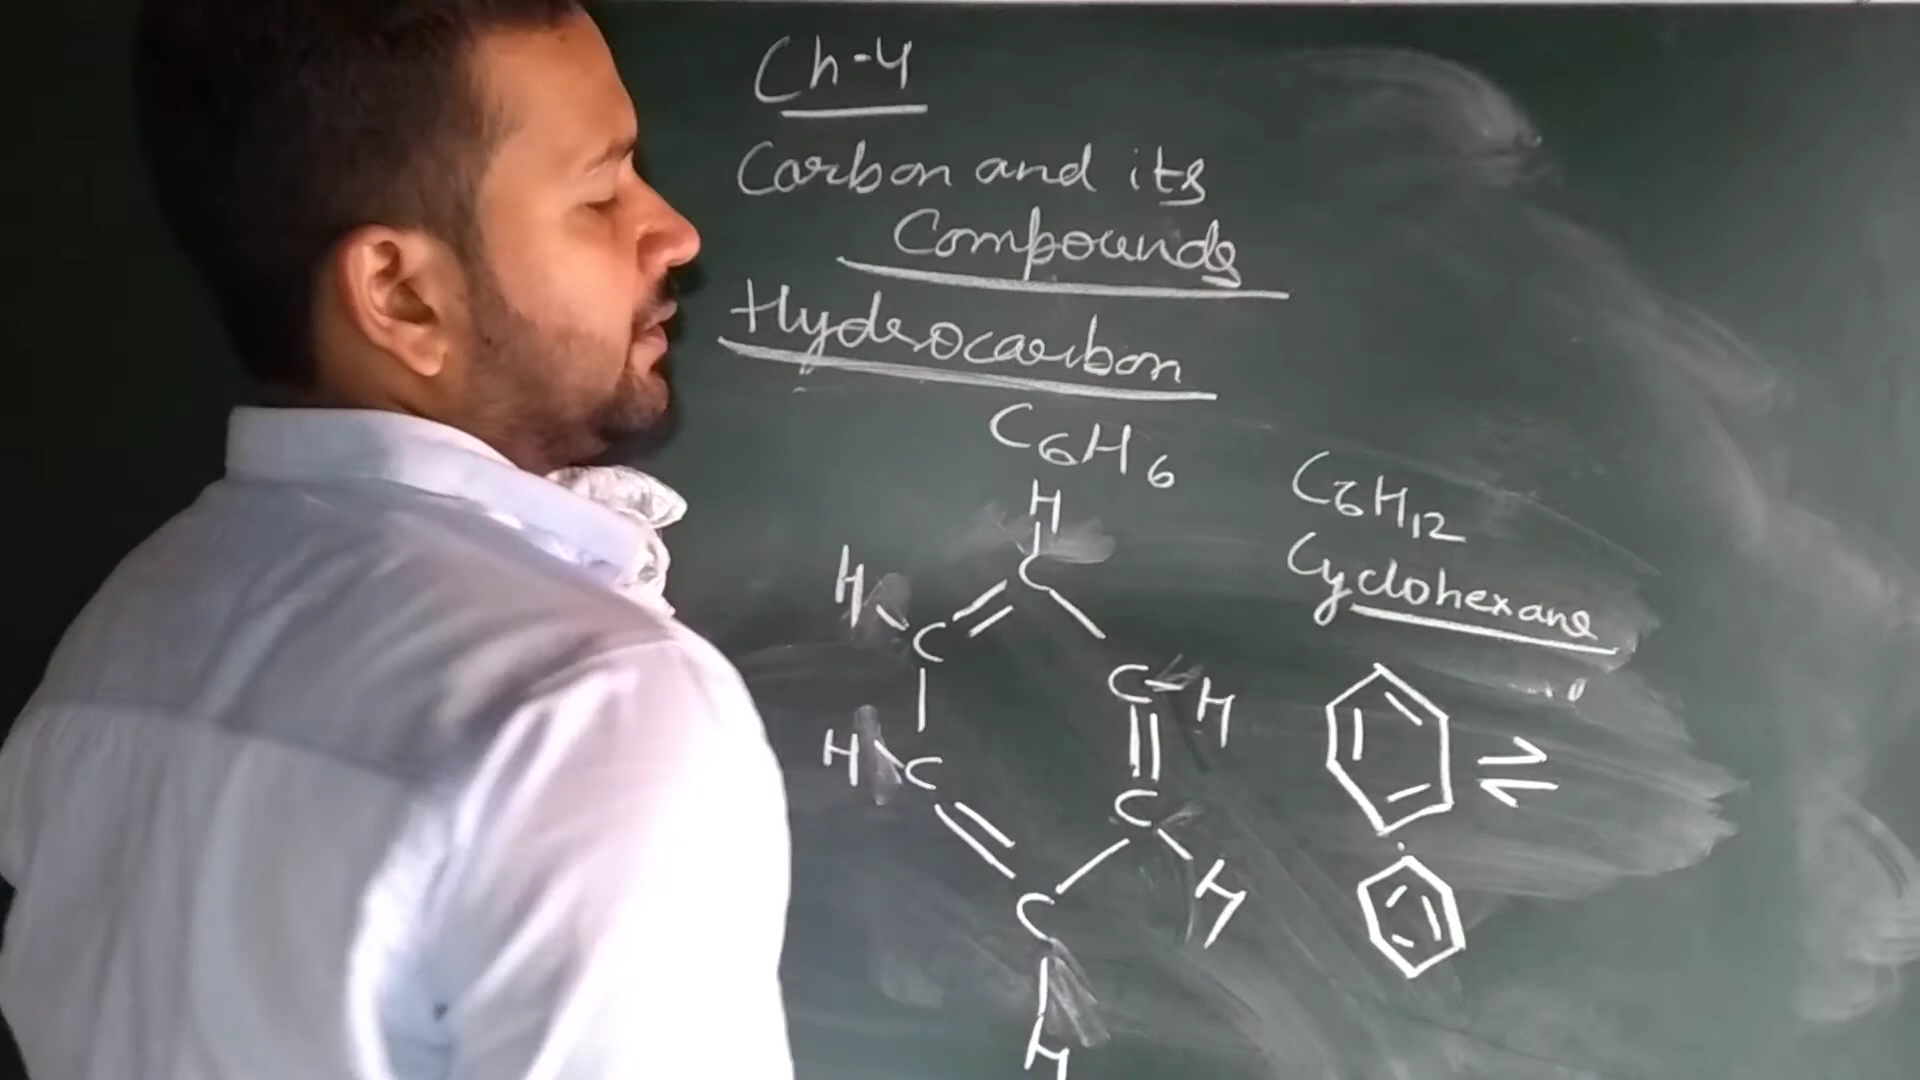 Ch-4
Carbon and its
Compounds
Hydrocarbon
C6H6
C6H12
Cyclohexane
H
H C
C
C-H
H C
C
C H
H